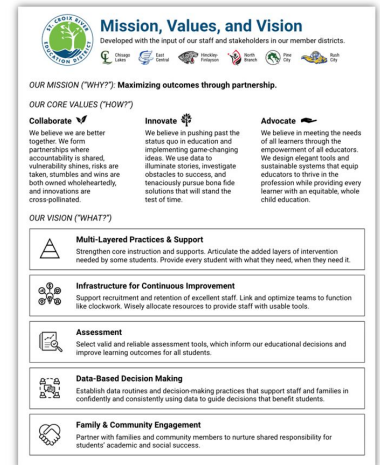 ST. CROIX RIVER
EDUCATION DISTRICT
Mission, Values, and Vision
Developed with the input of our staff and stakeholders in our member districts.
Chisago
Lakes
East
Central
Hinckley-
Finlayson
North
Branch
Pine
City
Rush
City
OUR MISSION ("WHY?"): Maximizing outcomes through partnership.
OUR CORE VALUES ("HOW?")
Collaborate
We believe we are better
together. We form
partnerships where
accountability is shared,
vulnerability shines, risks are
taken, stumbles and wins are
both owned wholeheartedly,
and innovations are
cross-pollinated.
Innovate
We believe in pushing past the
status quo in education and
implementing game-changing
ideas. We use data to
illuminate stories, investigate
obstacles to success, and
tenaciously pursue bona fide
solutions that will stand the
test of time.
Advocate
We believe in meeting the needs
of all learners through the
empowerment of all educators.
We design elegant tools and
sustainable systems that equip
educators to thrive in the
profession while providing every
learner with an equitable, whole
child education.
OUR VISION ("WHAT?")
Multi-Layered Practices & Support
Strengthen core instruction and supports. Articulate the added layers of intervention
needed by some students. Provide every student with what they need, when they need it.
Infrastructure for Continuous Improvement
Support recruitment and retention of excellent staff. Link and optimize teams to function
like clockwork. Wisely allocate resources to provide staff with usable tools.
Assessment
Select valid and reliable assessment tools, which inform our educational decisions and
improve learning outcomes for all students.
Data-Based Decision Making
Establish data routines and decision-making practices that support staff and families in
confidently and consistently using data to guide decisions that benefit students.
Family & Community Engagement
Partner with families and community members to nurture shared responsibility for
students' academic and social success.